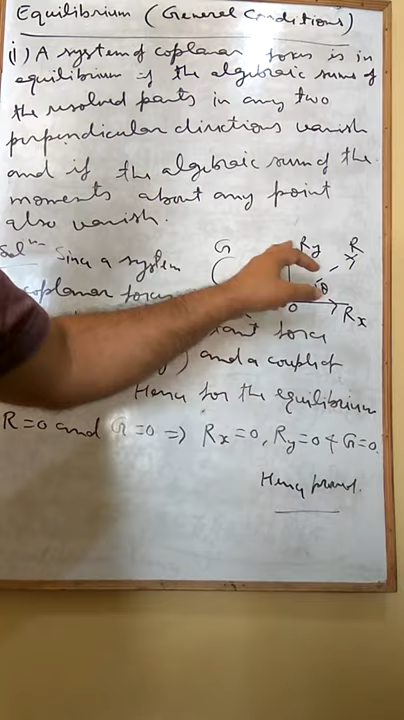 Equilibrium (General Conditions)
(1) A system of coplanar forces is in
equilibrium if the algebraic sums of
the resolved parts in any two
perpendicular directions vanish
and if the algebraic sum of the
moments about any point
also vanish.
Solⁿ Since a system
G
Ry
R
θ
O
Rx
coplanar forces
force
) and a couple of
Hence for the equilibrium
R=0 and G=0 => Rx=0, Ry=0 & G=0.
Hence proved.